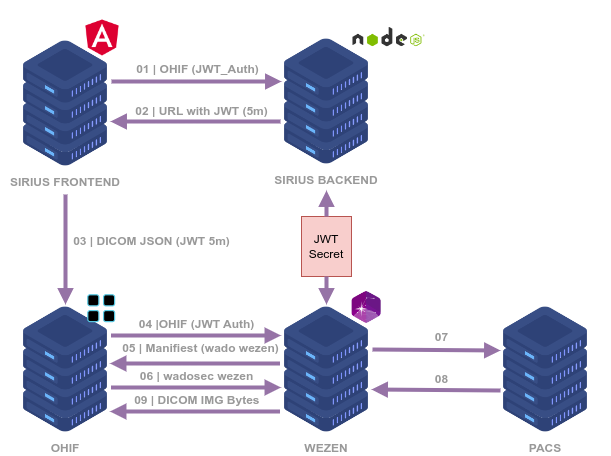 node
JS
01 | OHIF (JWT_Auth)
02 | URL with JWT (5m)
SIRIUS FRONTEND
SIRIUS BACKEND
03 | DICOM JSON (JWT 5m)
JWT
Secret
04 |OHIF (JWT Auth)
05 | Manifiest (wado wezen)
06 | wadosec wezen
09 | DICOM IMG Bytes
07
08
OHIF
WEZEN
PACS